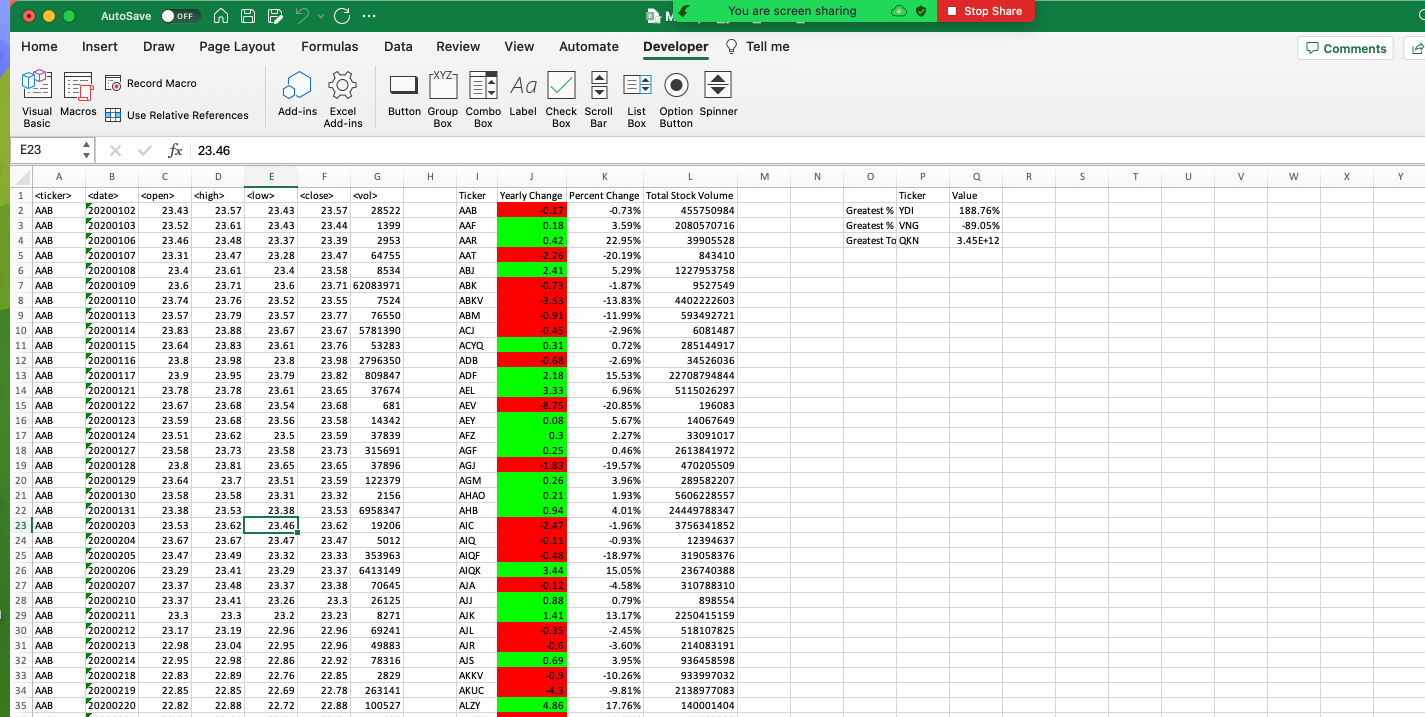 AutoSave OFF M You are screen sharing Stop Share
Home Insert Draw Page Layout Formulas Data Review View Automate Developer Tell me Comments
Visual Basic Macros Record Macro Use Relative References Add-ins Excel Add-ins Button XYZ Group Box Combo Box Aa Label Check Box Scroll Bar List Box Option Button Spinner
E23 fx 23.46
A B C D E F G H I J K L M N O P Q R S T U V W X Y
1 <ticker> <date> <open> <high> <low> <close> <vol> Ticker Yearly Change Percent Change Total Stock Volume Ticker Value
2 AAB 20200102 23.43 23.57 23.43 23.57 28522 AAB -0.17 -0.73% 455750984 Greatest % YDI 188.76%
3 AAB 20200103 23.52 23.61 23.43 23.44 1399 AAF 0.18 3.59% 2080570716 Greatest % VNG -89.05%
4 AAB 20200106 23.46 23.48 23.37 23.39 2953 AAR 0.42 22.95% 39905528 Greatest To QKN 3.45E+12
5 AAB 20200107 23.31 23.47 23.28 23.47 64755 AAT -2.76 -20.19% 843410
6 AAB 20200108 23.4 23.61 23.4 23.58 8534 ABJ 2.41 5.29% 1227953758
7 AAB 20200109 23.6 23.71 23.6 23.71 62083971 ABK -0.73 -1.87% 9527549
8 AAB 20200110 23.74 23.76 23.52 23.55 7524 ABKV -3.53 -13.83% 4402222603
9 AAB 20200113 23.57 23.79 23.57 23.77 76550 ABM -0.91 -11.99% 593492721
10 AAB 20200114 23.83 23.88 23.67 23.67 5781390 ACJ -0.45 -2.96% 6081487
11 AAB 20200115 23.64 23.83 23.61 23.76 53283 ACYQ 0.31 0.72% 285144917
12 AAB 20200116 23.8 23.98 23.8 23.98 2796350 ADB -0.68 -2.69% 34526036
13 AAB 20200117 23.9 23.95 23.79 23.82 809847 ADF 2.18 15.53% 22708794844
14 AAB 20200121 23.78 23.78 23.61 23.65 37674 AEL 3.33 6.96% 5115026297
15 AAB 20200122 23.67 23.68 23.54 23.68 681 AEV -8.75 -20.85% 196083
16 AAB 20200123 23.59 23.68 23.56 23.58 14342 AEY 0.08 5.67% 14067649
17 AAB 20200124 23.51 23.62 23.5 23.59 37839 AFZ 0.3 2.27% 33091017
18 AAB 20200127 23.58 23.73 23.58 23.73 315691 AGF 0.25 0.46% 2613841972
19 AAB 20200128 23.8 23.81 23.65 23.65 37896 AGJ -1.83 -19.57% 470205509
20 AAB 20200129 23.64 23.7 23.51 23.59 122379 AGM 0.26 3.96% 289582207
21 AAB 20200130 23.58 23.58 23.31 23.32 2156 AHAO 0.21 1.93% 5606228557
22 AAB 20200131 23.38 23.53 23.38 23.53 6958347 AHB 0.94 4.01% 24449788347
23 AAB 20200203 23.53 23.62 23.46 23.62 19206 AIC -2.47 -1.96% 3756341852
24 AAB 20200204 23.67 23.67 23.47 23.47 5012 AIQ -0.11 -0.93% 12394637
25 AAB 20200205 23.47 23.49 23.32 23.33 353963 AIQF -0.48 -18.97% 319058376
26 AAB 20200206 23.29 23.41 23.29 23.37 6413149 AIQK 3.44 15.05% 236740388
27 AAB 20200207 23.37 23.48 23.37 23.38 70645 AJA -0.12 -4.58% 310788310
28 AAB 20200210 23.37 23.41 23.26 23.3 26125 AJJ 0.88 0.79% 898554
29 AAB 20200211 23.3 23.3 23.2 23.23 8271 AJK 1.41 13.17% 2250415159
30 AAB 20200212 23.17 23.19 22.96 22.96 69241 AJL -0.35 -2.45% 518107825
31 AAB 20200213 22.98 23.04 22.95 22.96 49883 AJR -0.6 -3.60% 214083191
32 AAB 20200214 22.95 22.98 22.86 22.92 78316 AJS 0.69 3.95% 936458598
33 AAB 20200218 22.83 22.89 22.76 22.85 2829 AKKV -0.9 -10.26% 933997032
34 AAB 20200219 22.85 22.85 22.69 22.78 263141 AKUC -4.3 -9.81% 2138977083
35 AAB 20200220 22.82 22.88 22.72 22.88 100527 ALZY 4.86 17.76% 140001404